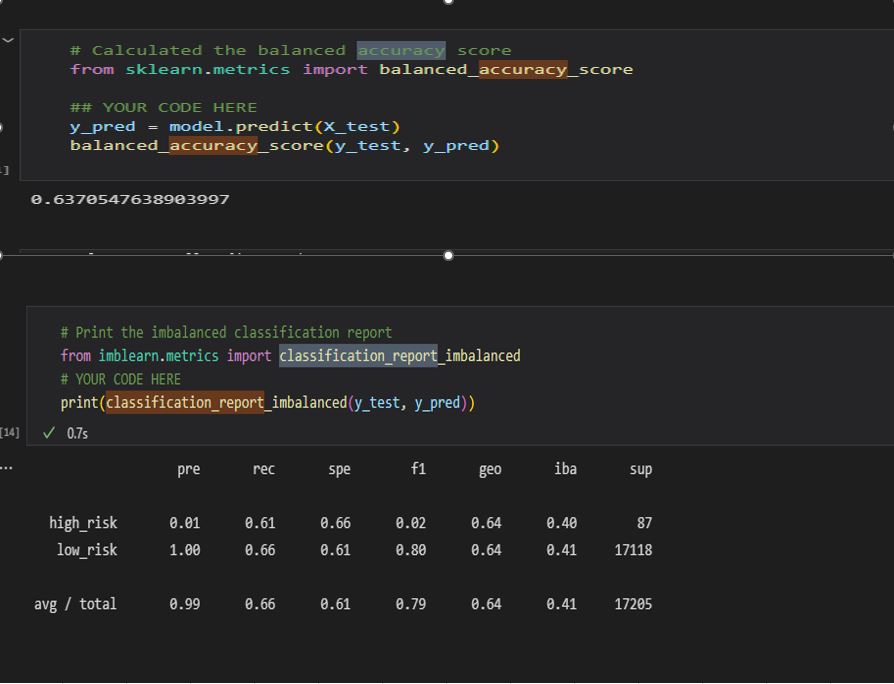 # Calculated the balanced accuracy score
from sklearn.metrics import balanced_accuracy_score
## YOUR CODE HERE
y_pred = model.predict(X_test)
balanced_accuracy_score(y_test, y_pred)
0.6370547638903997
# Print the imbalanced classification report
from imblearn.metrics import classification_report_imbalanced
# YOUR CODE HERE
print(classification_report_imbalanced(y_test, y_pred))
[14] ✓ 0.7s
... pre rec spe f1 geo iba sup
high_risk 0.01 0.61 0.66 0.02 0.64 0.40 87
low_risk 1.00 0.66 0.61 0.80 0.64 0.41 17118
avg / total 0.99 0.66 0.61 0.79 0.64 0.41 17205